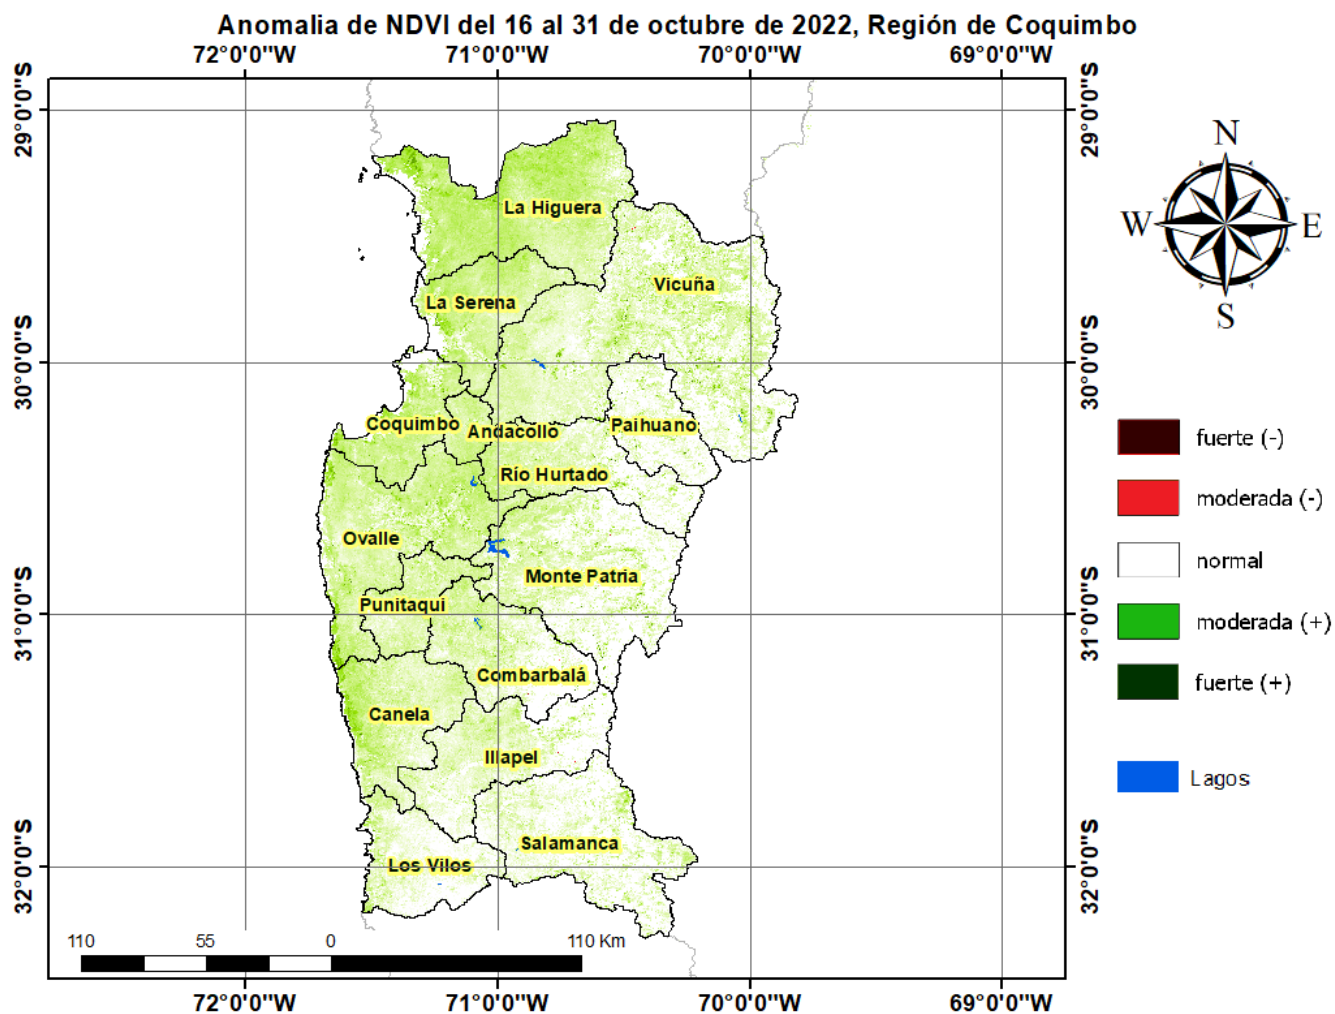 Anomalia de NDVI del 16 al 31 de octubre de 2022, Región de Coquimbo
72°0'0"W 71°0'0"W 70°0'0"W 69°0'0"W
29°0'0"S 29°0'0"S
N
W E
S
La Higuera
Vicuña
La Serena
30°0'0"S 30°0'0"S
Coquimbo Andacollo Paihuano
fuerte (-)
Río Hurtado
moderada (-)
Ovalle
normal
Monte Patria
Punitaqui
31°0'0"S 31°0'0"S
moderada (+)
Combarbalá
fuerte (+)
Canela
Illapel
Lagos
Salamanca
Los Vilos
32°0'0"S 32°0'0"S
110 55 0 110 Km
72°0'0"W 71°0'0"W 70°0'0"W 69°0'0"W